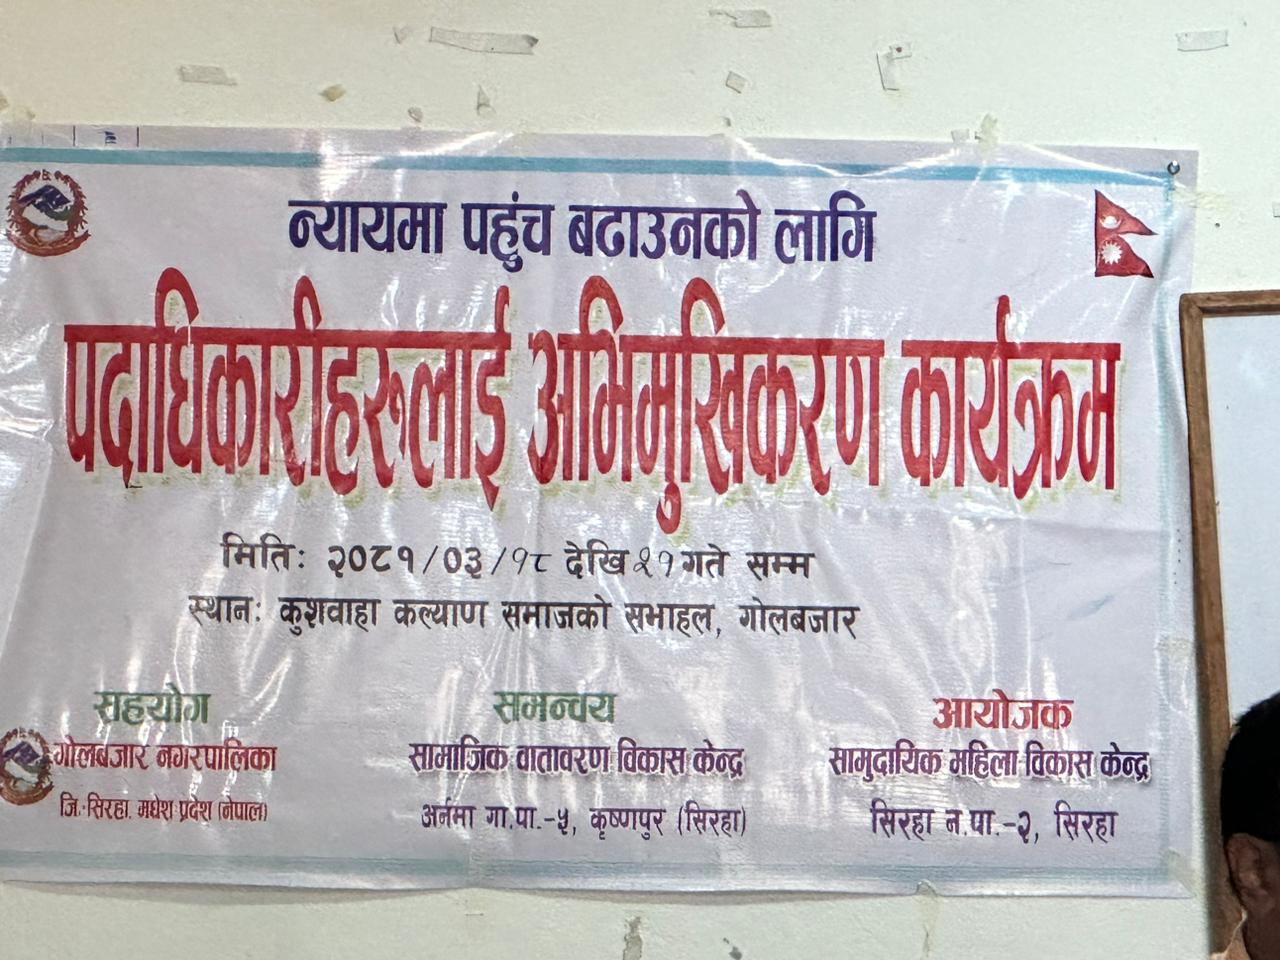 न्यायमा पहुंच बढाउनको लागि
पदाधिकारीहरूलाई अभिमुखिकरण कार्यक्रम
मिति: २०८१/०३/१८ देखि २१ गते सम्म
स्थान: कुशवाहा कल्याण समाजको सभाहल, गोलबजार
सहयोग
गोलबजार नगरपालिका
जि.सिरहा, मधेश प्रदेश (नेपाल)
समन्वय
सामाजिक वातावरण विकास केन्द्र
अर्नमा गा.पा.-५, कृष्णपुर (सिरहा)
आयोजक
सामुदायिक महिला विकास केन्द्र
सिरहा न.पा.-२, सिरहा